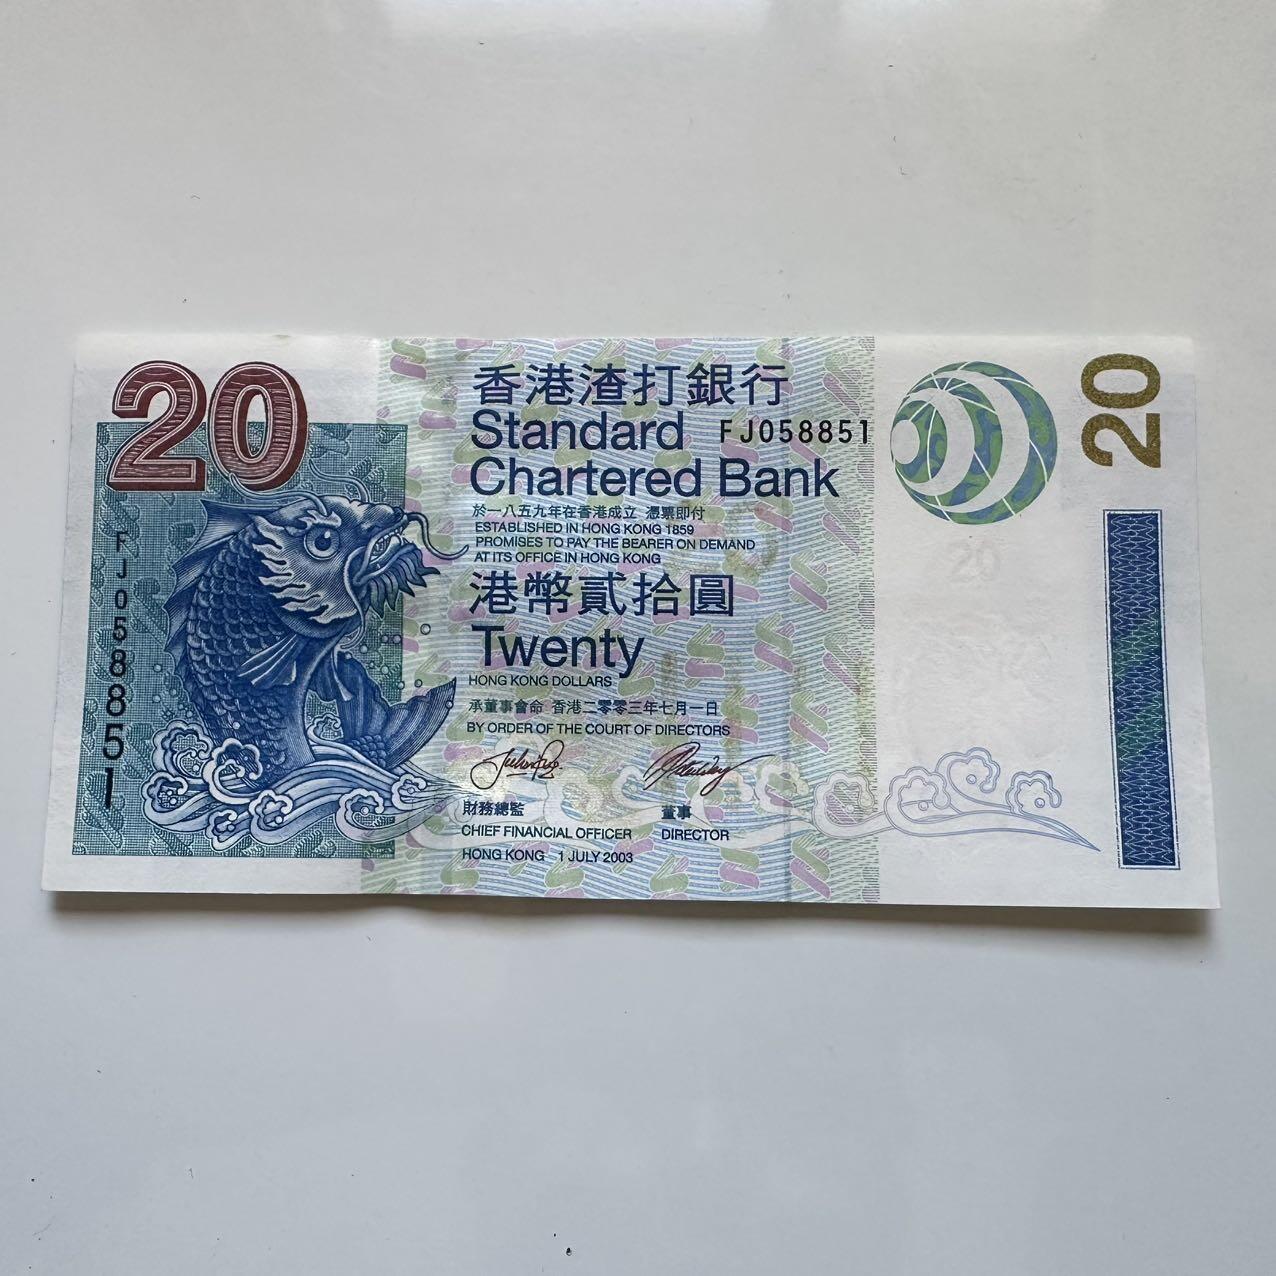 20
香港渣打銀行
Standard
FJ058851
Chartered Bank
於一八五九年在香港成立 憑票即付
ESTABLISHED IN HONG KONG 1859
PROMISES TO PAY THE BEARER ON DEMAND
AT ITS OFFICE IN HONG KONG
港幣貳拾圓
Twenty
HONG KONG DOLLARS
承董事會命 香港二零零三年七月一日
BY ORDER OF THE COURT OF DIRECTORS
財務總監
董事
CHIEF FINANCIAL OFFICER
DIRECTOR
HONG KONG 1 JULY 2003
FJ058851
20
20